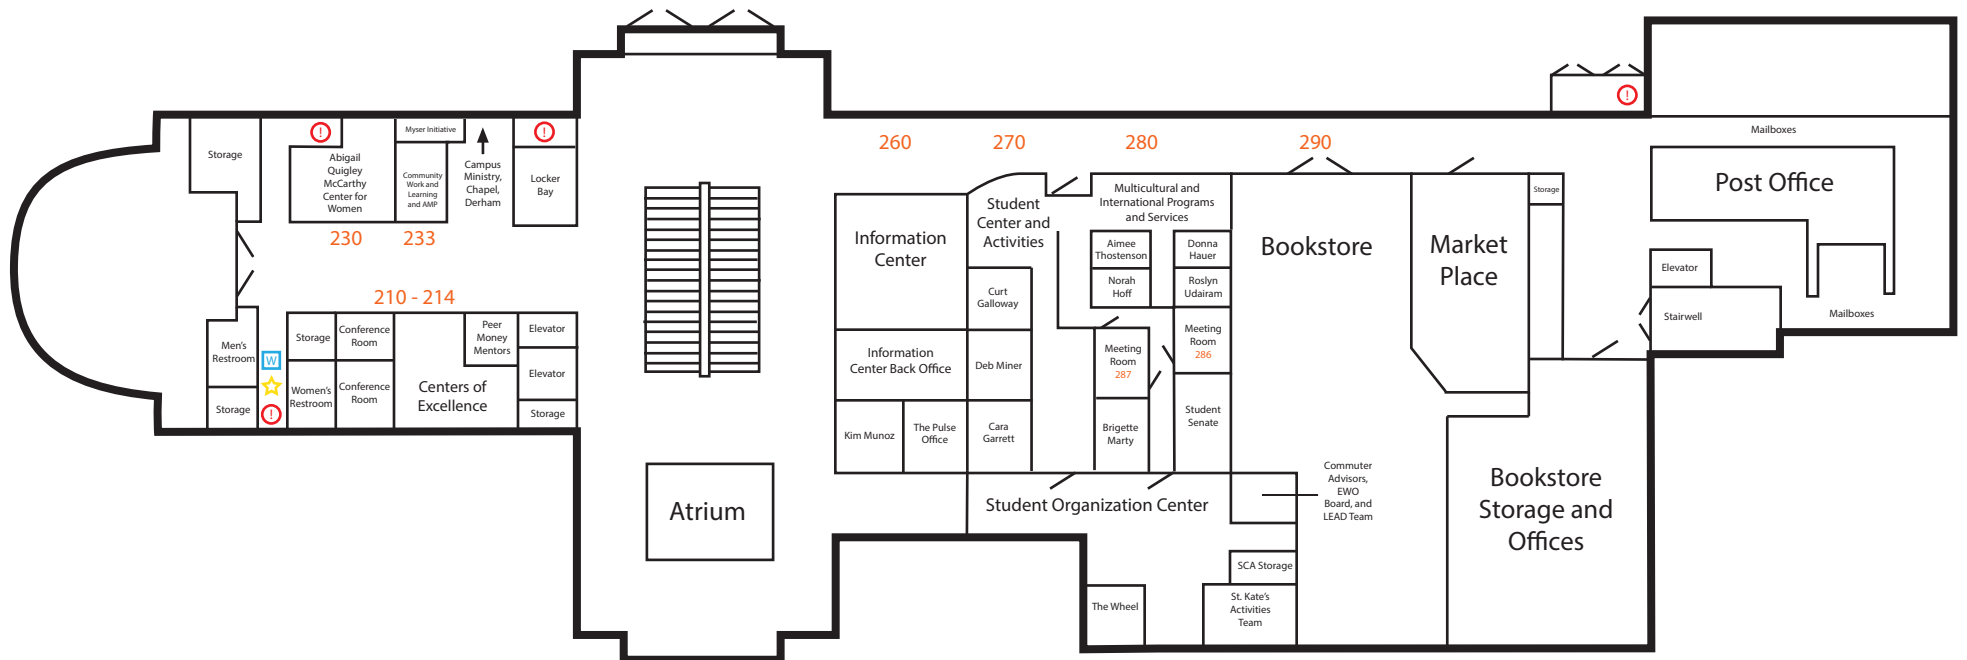 Storage
!
Abigail
Quigley
McCarthy
Center for
Women
230
Myser Initiative
Community
Work and
Learning
and AMP
233
Campus
Ministry,
Chapel,
Derham
!
Locker
Bay
210 - 214
Men's
Restroom
Storage
W
!
Storage
Women's
Restroom
Conference
Room
Conference
Room
Centers of
Excellence
Peer
Money
Mentors
Elevator
Elevator
Storage
Atrium
260
270
280
290
Information
Center
Information
Center Back Office
Kim Munoz
The Pulse
Office
Student
Center and
Activities
Curt
Galloway
Deb Miner
Cara
Garrett
Multicultural and
International Programs
and Services
Aimee
Thostenson
Norah
Hoff
Donna
Hauer
Roslyn
Udairam
Meeting
Room
287
Meeting
Room
286
Brigette
Marty
Student
Senate
Student Organization Center
Commuter
Advisors,
EWO
Board, and
LEAD Team
SCA Storage
The Wheel
St. Kate's
Activities
Team
Bookstore
Market
Place
Storage
Bookstore
Storage and
Offices
!
Mailboxes
Post Office
Elevator
Stairwell
Mailboxes